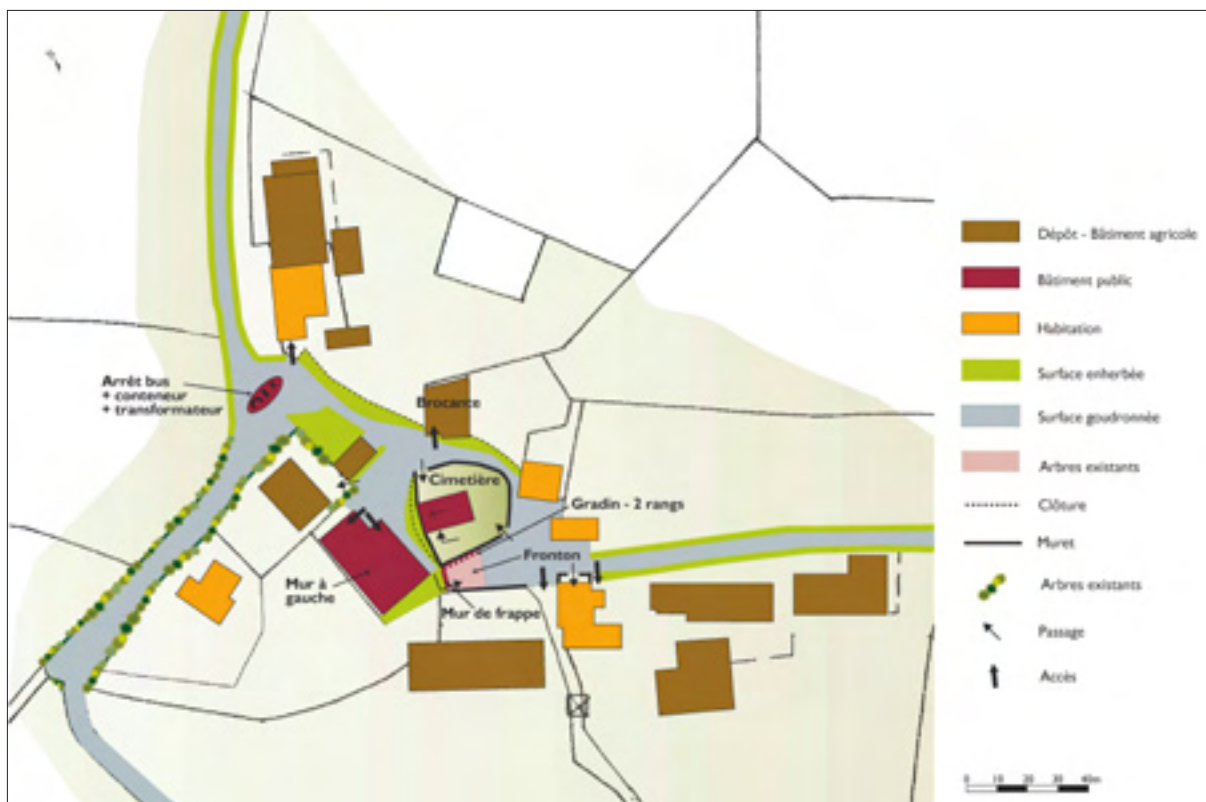 Arrêt bus
+ conteneur
+ transformateur
Brocante
Cimetière
Gradin - 2 rangs
Fronton
Mur à
gauche
Mur de frappe
Dépôt - Bâtiment agricole
Bâtiment public
Habitation
Surface enherbée
Surface goudronnée
Arbres existants
Clôture
Muret
Arbres existants
Passage
Accès
0 10 20 30 40m